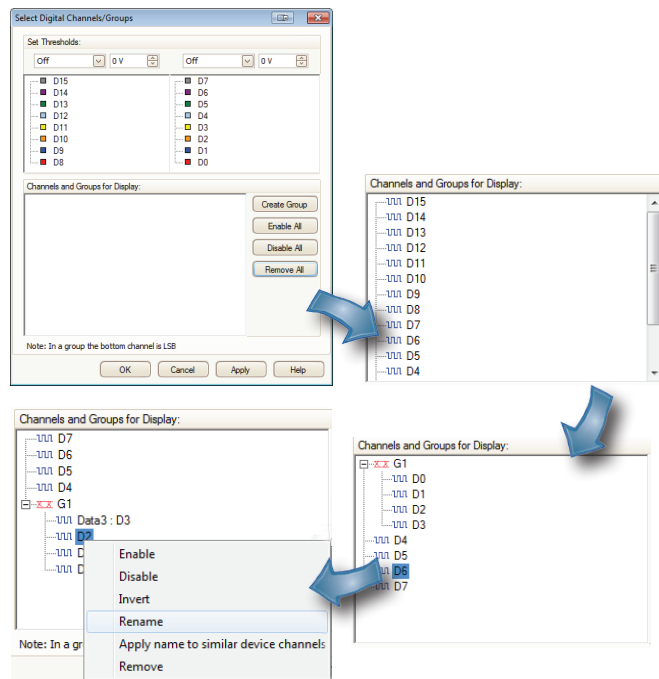 Select Digital Channels/Groups
Set Thresholds:
Off 0 V Off 0 V
D15 D7
D14 D6
D13 D5
D12 D4
D11 D3
D10 D2
D9 D1
D8 D0
Channels and Groups for Display:
Create Group
Enable All
Disable All
Remove All
Note: In a group the bottom channel is LSB
OK Cancel Apply Help
Channels and Groups for Display:
D15
D14
D13
D12
D11
D10
D9
D8
D7
D6
D5
D4
Channels and Groups for Display:
G1
D0
D1
D2
D3
D4
D5
D6
D7
Channels and Groups for Display:
D7
D6
D5
D4
G1
Data3 : D3
D2
D
D
Note: In a gr
Enable
Disable
Invert
Rename
Apply name to similar device channels
Remove